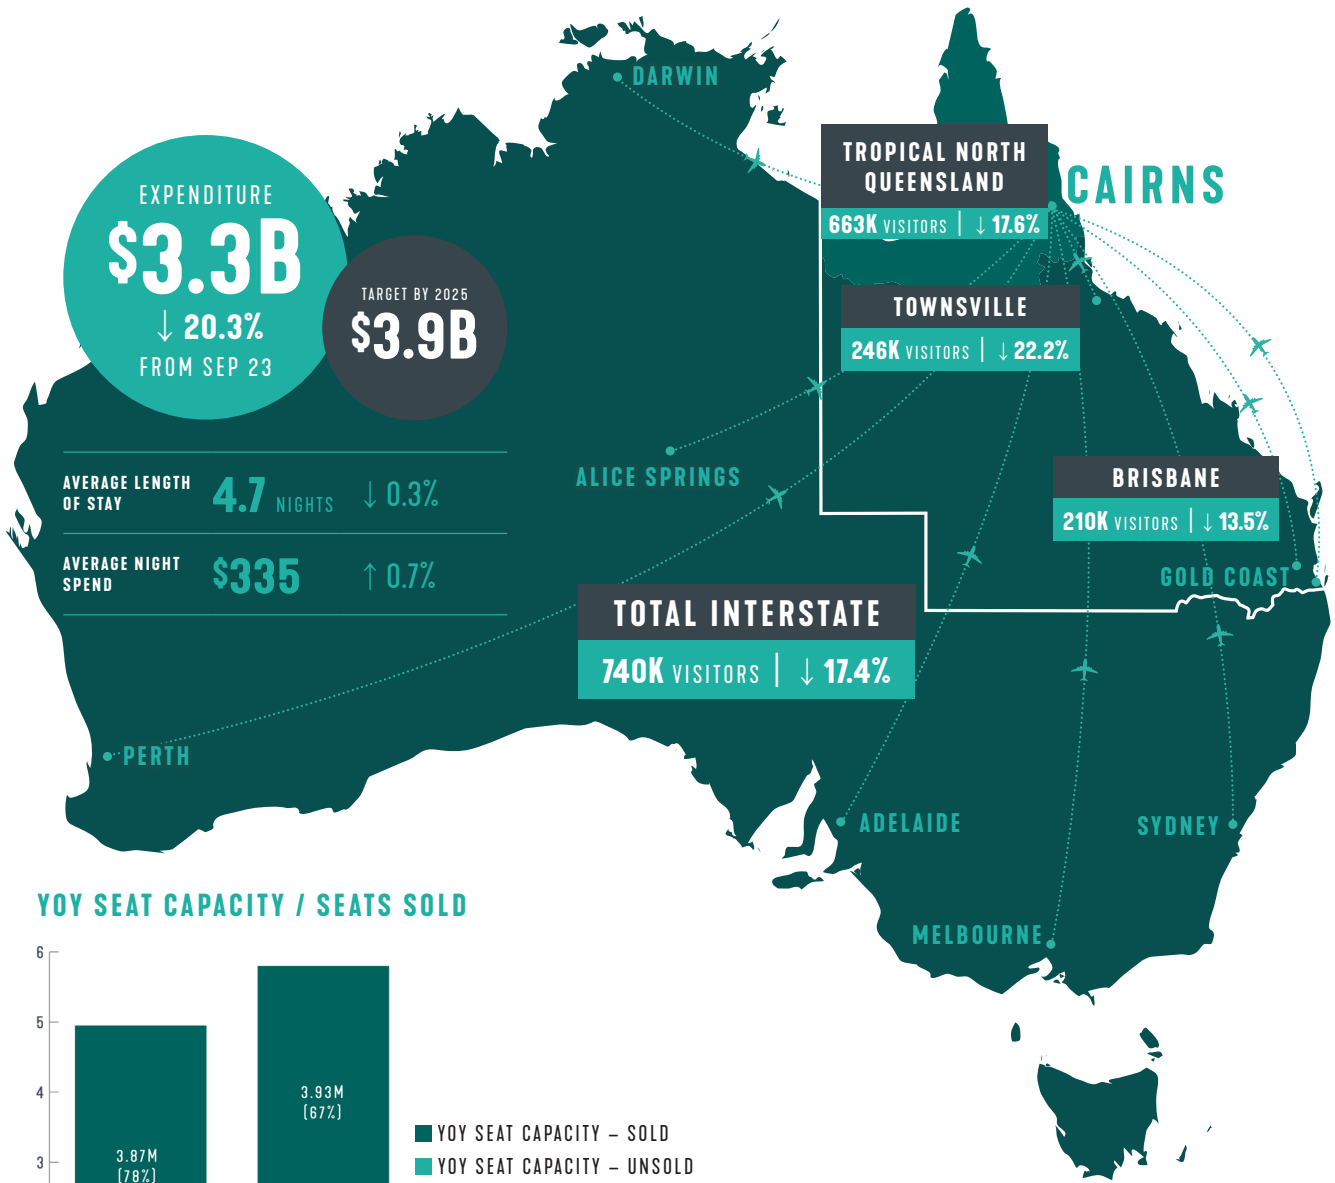 DARWIN
TROPICAL NORTH
QUEENSLAND
663K VISITORS | ↓ 17.6%
CAIRNS
EXPENDITURE
$3.3B
↓ 20.3%
FROM SEP 23
TARGET BY 2025
$3.9B
TOWNSVILLE
246K VISITORS | ↓ 22.2%
AVERAGE LENGTH
OF STAY
4.7 NIGHTS ↓ 0.3%
AVERAGE NIGHT
SPEND
$335 ↑ 0.7%
ALICE SPRINGS
BRISBANE
210K VISITORS | ↓ 13.5%
GOLD COAST
TOTAL INTERSTATE
740K VISITORS | ↓ 17.4%
PERTH
ADELAIDE
SYDNEY
MELBOURNE
YOY SEAT CAPACITY / SEATS SOLD
6
5
4
3
3.87M
(78%)
3.93M
(67%)
YOY SEAT CAPACITY – SOLD
YOY SEAT CAPACITY – UNSOLD